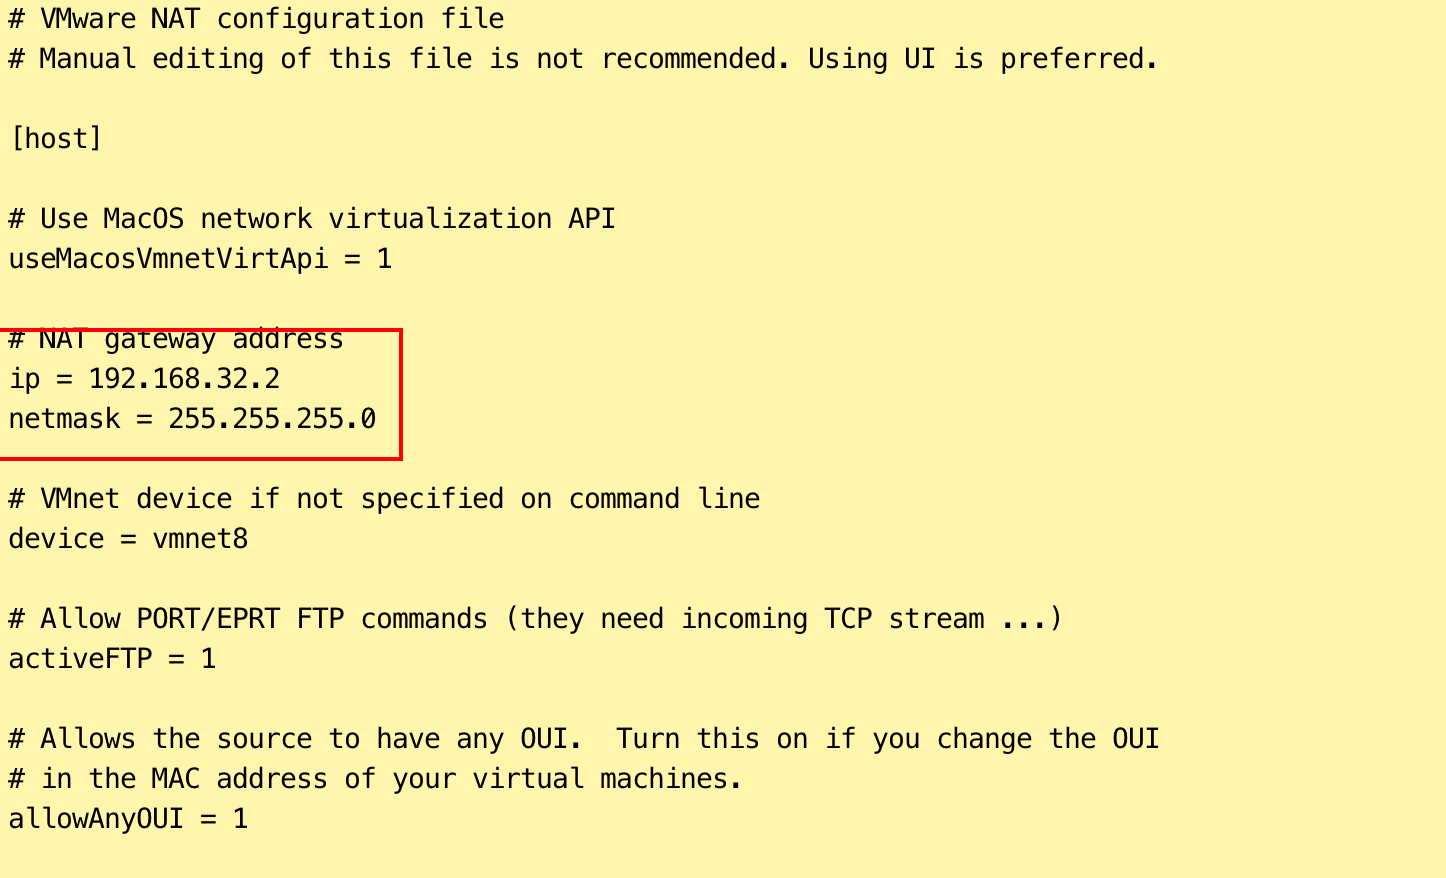 # VMware NAT configuration file
# Manual editing of this file is not recommended. Using UI is preferred.
[host]
# Use MacOS network virtualization API
useMacosVmnetVirtApi = 1
# NAT gateway address
ip = 192.168.32.2
netmask = 255.255.255.0
# VMnet device if not specified on command line
device = vmnet8
# Allow PORT/EPRT FTP commands (they need incoming TCP stream ...)
activeFTP = 1
# Allows the source to have any OUI.  Turn this on if you change the OUI
# in the MAC address of your virtual machines.
allowAnyOUI = 1